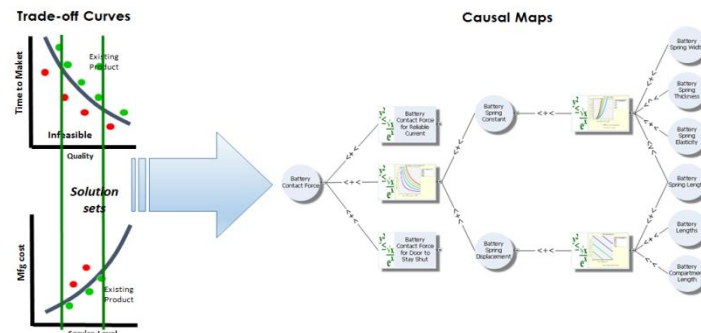 Trade-off Curves
Causal Maps
Time to Maket
Existing
Product
Infeasible
Quality
Solution
sets
Mfg cost
Existing
Product
Service Level
Battery
Contact Force
Battery
Contact Force
for Reliable
Current
Battery
Contact Force
for Door to
Stay Shut
Battery
Spring
Constant
Battery
Spring
Displacement
Battery
Spring Width
Battery
Spring
Thickness
Battery
Spring
Elasticity
Battery
Spring Length
Battery
Lengths
Battery
Compartment
Length